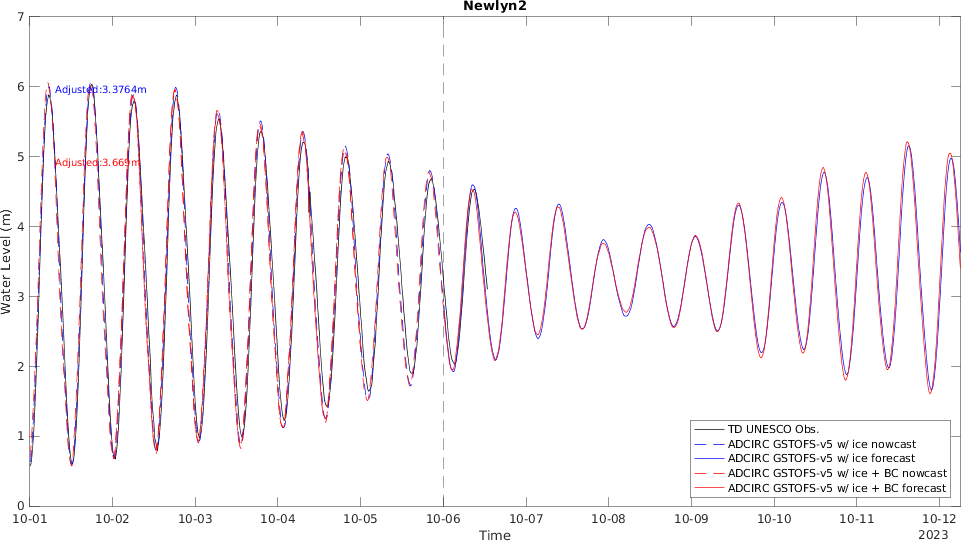 Newlyn2
7
6
5
4
3
2
1
0
Water Level (m)
Adjusted:3.3764m
Adjusted:3.669m
TD UNESCO Obs.
ADCIRC GSTOFS-v5 w/ ice nowcast
ADCIRC GSTOFS-v5 w/ ice forecast
ADCIRC GSTOFS-v5 w/ ice + BC nowcast
ADCIRC GSTOFS-v5 w/ ice + BC forecast
10-01 10-02 10-03 10-04 10-05 10-06 10-07 10-08 10-09 10-10 10-11 10-12
Time
2023